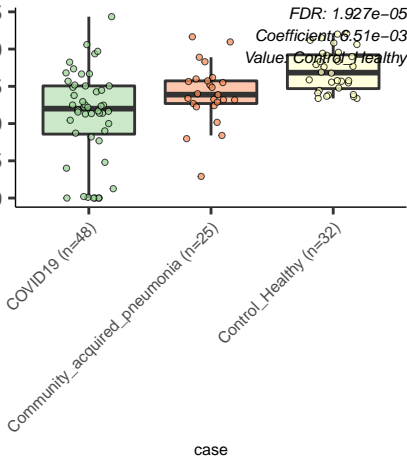 FDR: 1.927e−05
Coefficient: 6.51e−03
Value: Control_Healthy
COVID19 (n=48)
Community_acquired_pneumonia (n=25)
Control_Healthy (n=32)
case